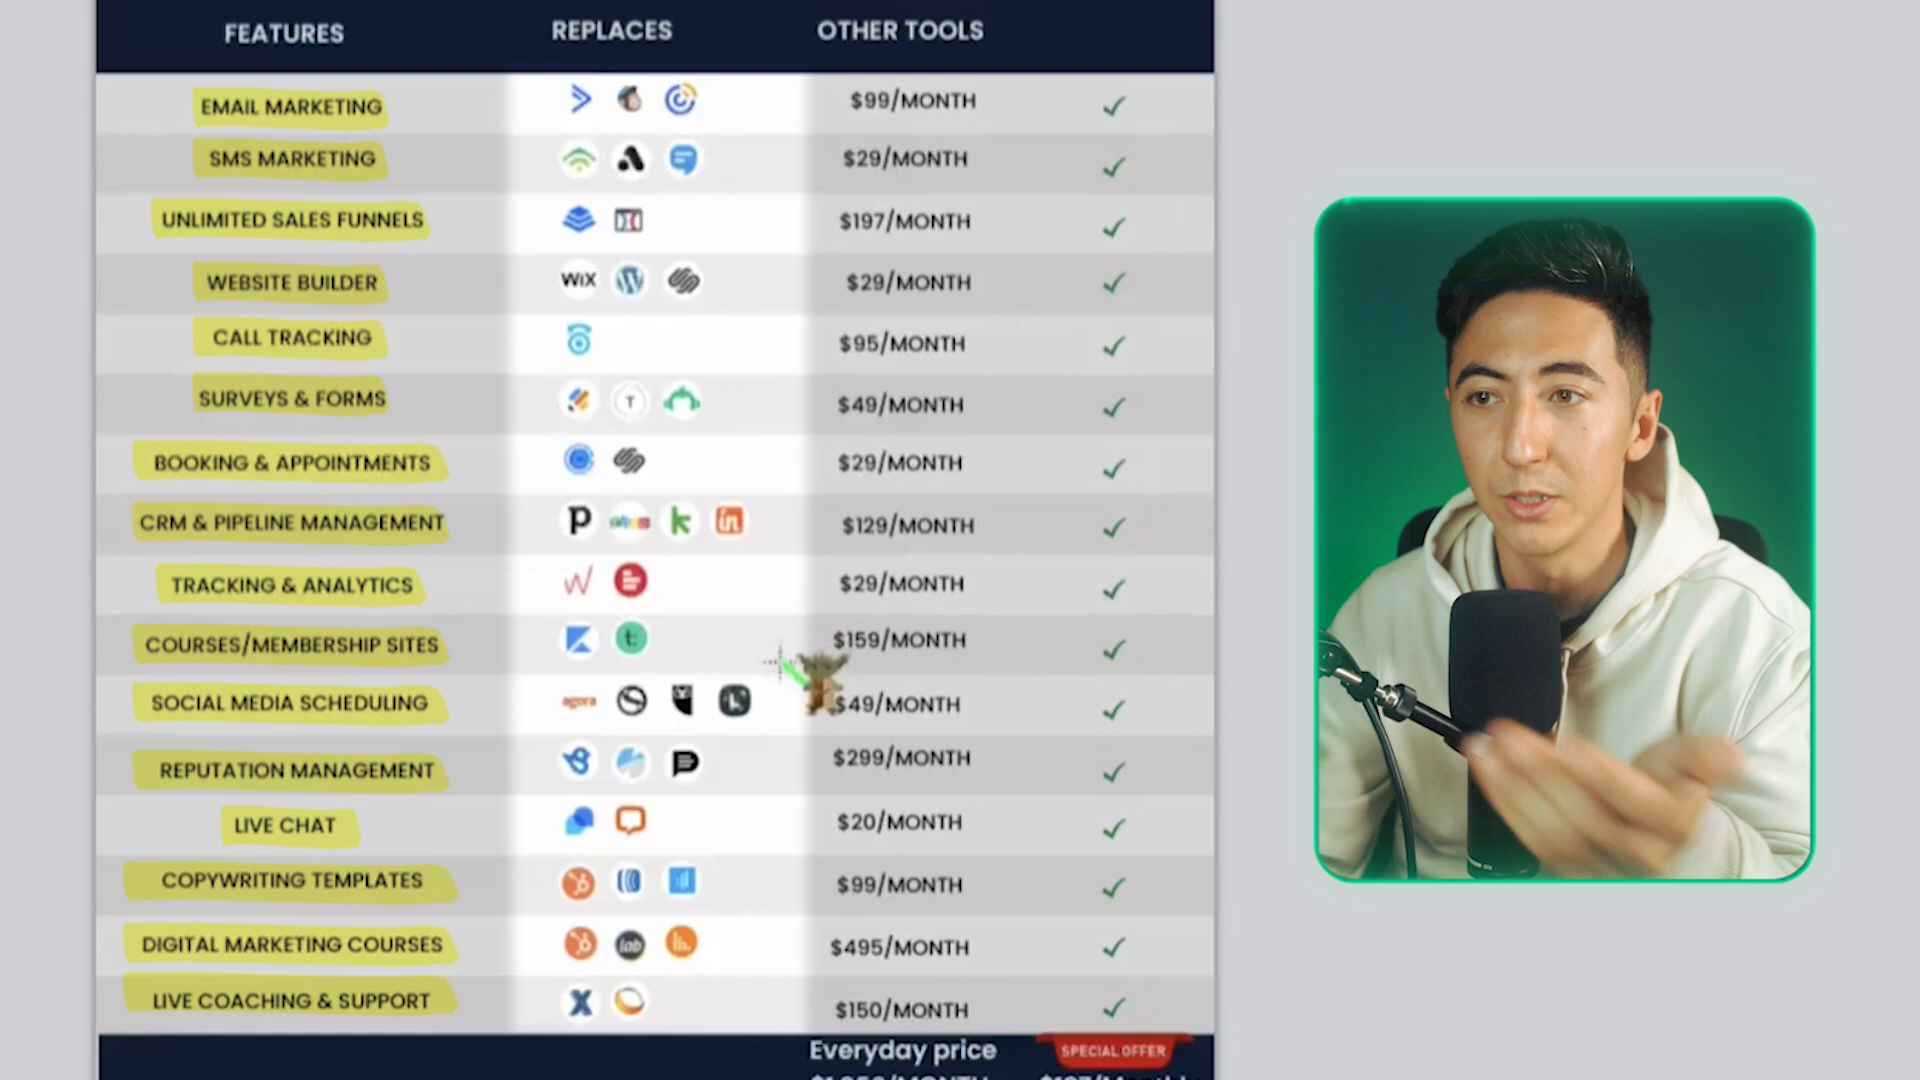 FEATURES REPLACES OTHER TOOLS
EMAIL MARKETING $99/MONTH
SMS MARKETING $29/MONTH
UNLIMITED SALES FUNNELS $197/MONTH
WEBSITE BUILDER WIX $29/MONTH
CALL TRACKING $95/MONTH
SURVEYS & FORMS T $49/MONTH
BOOKING & APPOINTMENTS $29/MONTH
CRM & PIPELINE MANAGEMENT P k in $129/MONTH
TRACKING & ANALYTICS $29/MONTH
COURSES/MEMBERSHIP SITES t: $159/MONTH
SOCIAL MEDIA SCHEDULING agora $49/MONTH
REPUTATION MANAGEMENT $299/MONTH
LIVE CHAT $20/MONTH
COPYWRITING TEMPLATES $99/MONTH
DIGITAL MARKETING COURSES lab $495/MONTH
LIVE COACHING & SUPPORT $150/MONTH
Everyday price SPECIAL OFFER